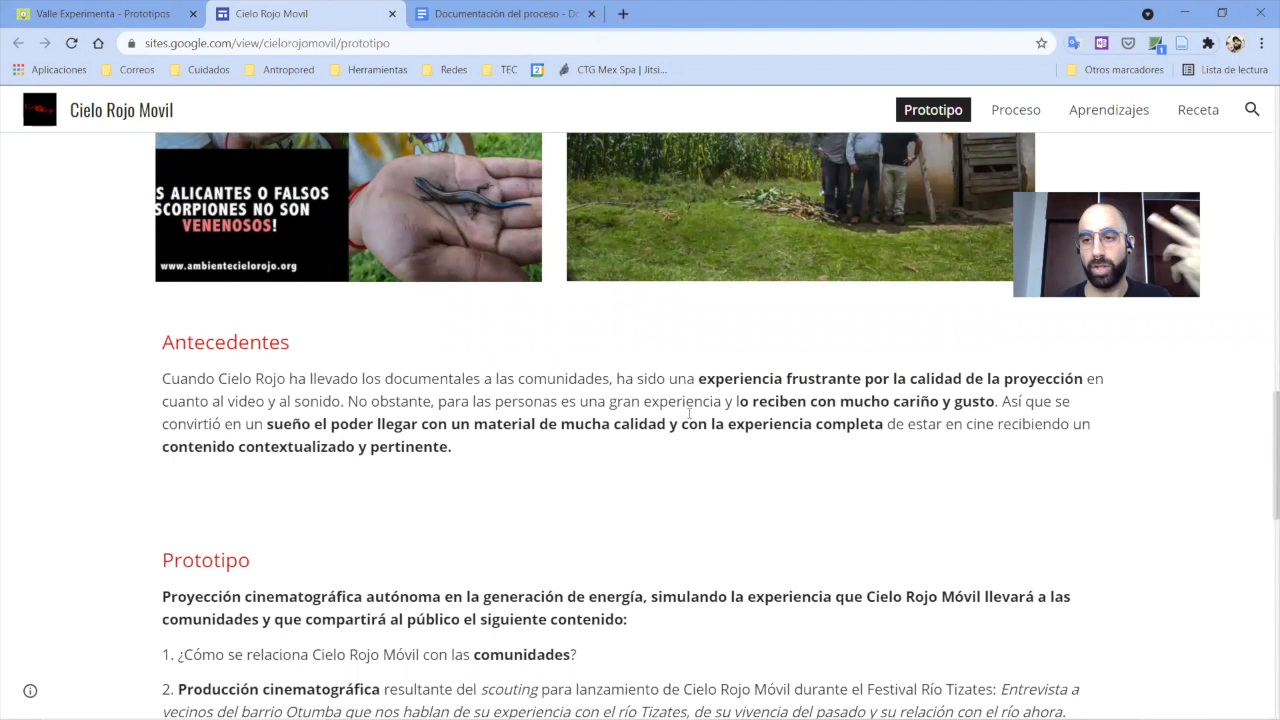 Valle Experimenta - Prototipos
Cielo Rojo Movil
Documentación del proceso - Do
sites.google.com/view/cielorojomovil/prototipo
Aplicaciones
Correos
Cuidados
Antropored
Herramientas
Redes
TEC
CTG Mex Spa | Jitsi...
Otros marcadores
Lista de lectura
Cielo Rojo Movil
Prototipo
Proceso
Aprendizajes
Receta
S ALICANTES O FALSOS
SCORPIONES NO SON
VENENOSOS!
www.ambientecielorojo.org
Antecedentes
Cuando Cielo Rojo ha llevado los documentales a las comunidades, ha sido una experiencia frustrante por la calidad de la proyección en
cuanto al video y al sonido. No obstante, para las personas es una gran experiencia y lo reciben con mucho cariño y gusto. Así que se
convirtió en un sueño el poder llegar con un material de mucha calidad y con la experiencia completa de estar en cine recibiendo un
contenido contextualizado y pertinente.
Prototipo
Proyección cinematográfica autónoma en la generación de energía, simulando la experiencia que Cielo Rojo Móvil llevará a las
comunidades y que compartirá al público el siguiente contenido:
1. ¿Cómo se relaciona Cielo Rojo Móvil con las comunidades?
2. Producción cinematográfica resultante del scouting para lanzamiento de Cielo Rojo Móvil durante el Festival Río Tizates: Entrevista a
vecinos del barrio Otumba que nos hablan de su experiencia con el río Tizates, de su vivencia del pasado y su relación con el río ahora.